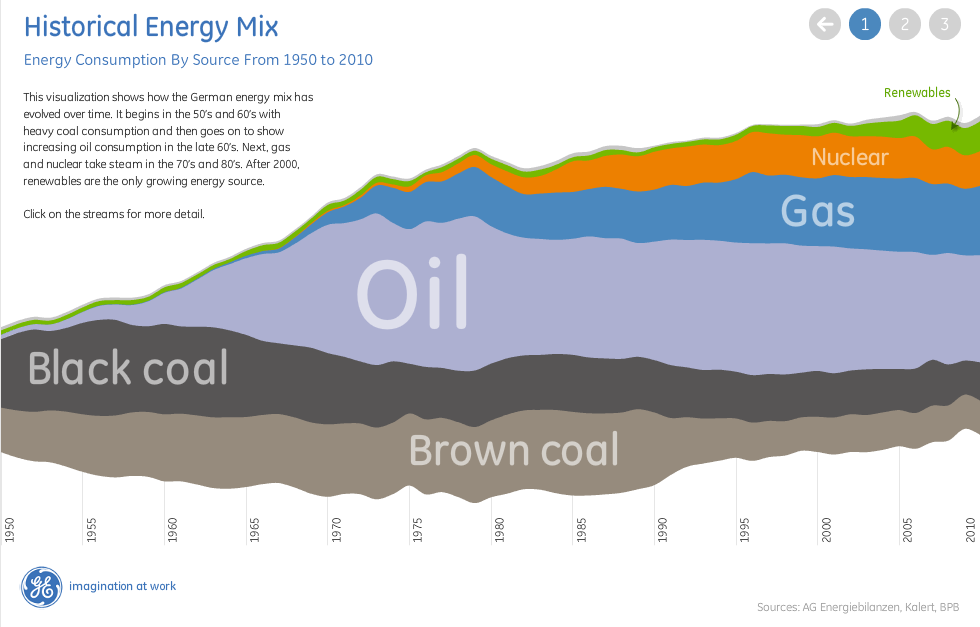 Historical Energy Mix
← 1 2 3
Energy Consumption By Source From 1950 to 2010
This visualization shows how the German energy mix has
evolved over time. It begins in the 50's and 60's with
heavy coal consumption and then goes on to show
increasing oil consumption in the late 60's. Next, gas
and nuclear take steam in the 70's and 80's. After 2000,
renewables are the only growing energy source.
Click on the streams for more detail.
Renewables
Nuclear
Gas
Oil
Black coal
Brown coal
1950 1955 1960 1965 1970 1975 1980 1985 1990 1995 2000 2005 2010
GE imagination at work
Sources: AG Energiebilanzen, Kalert, BPB